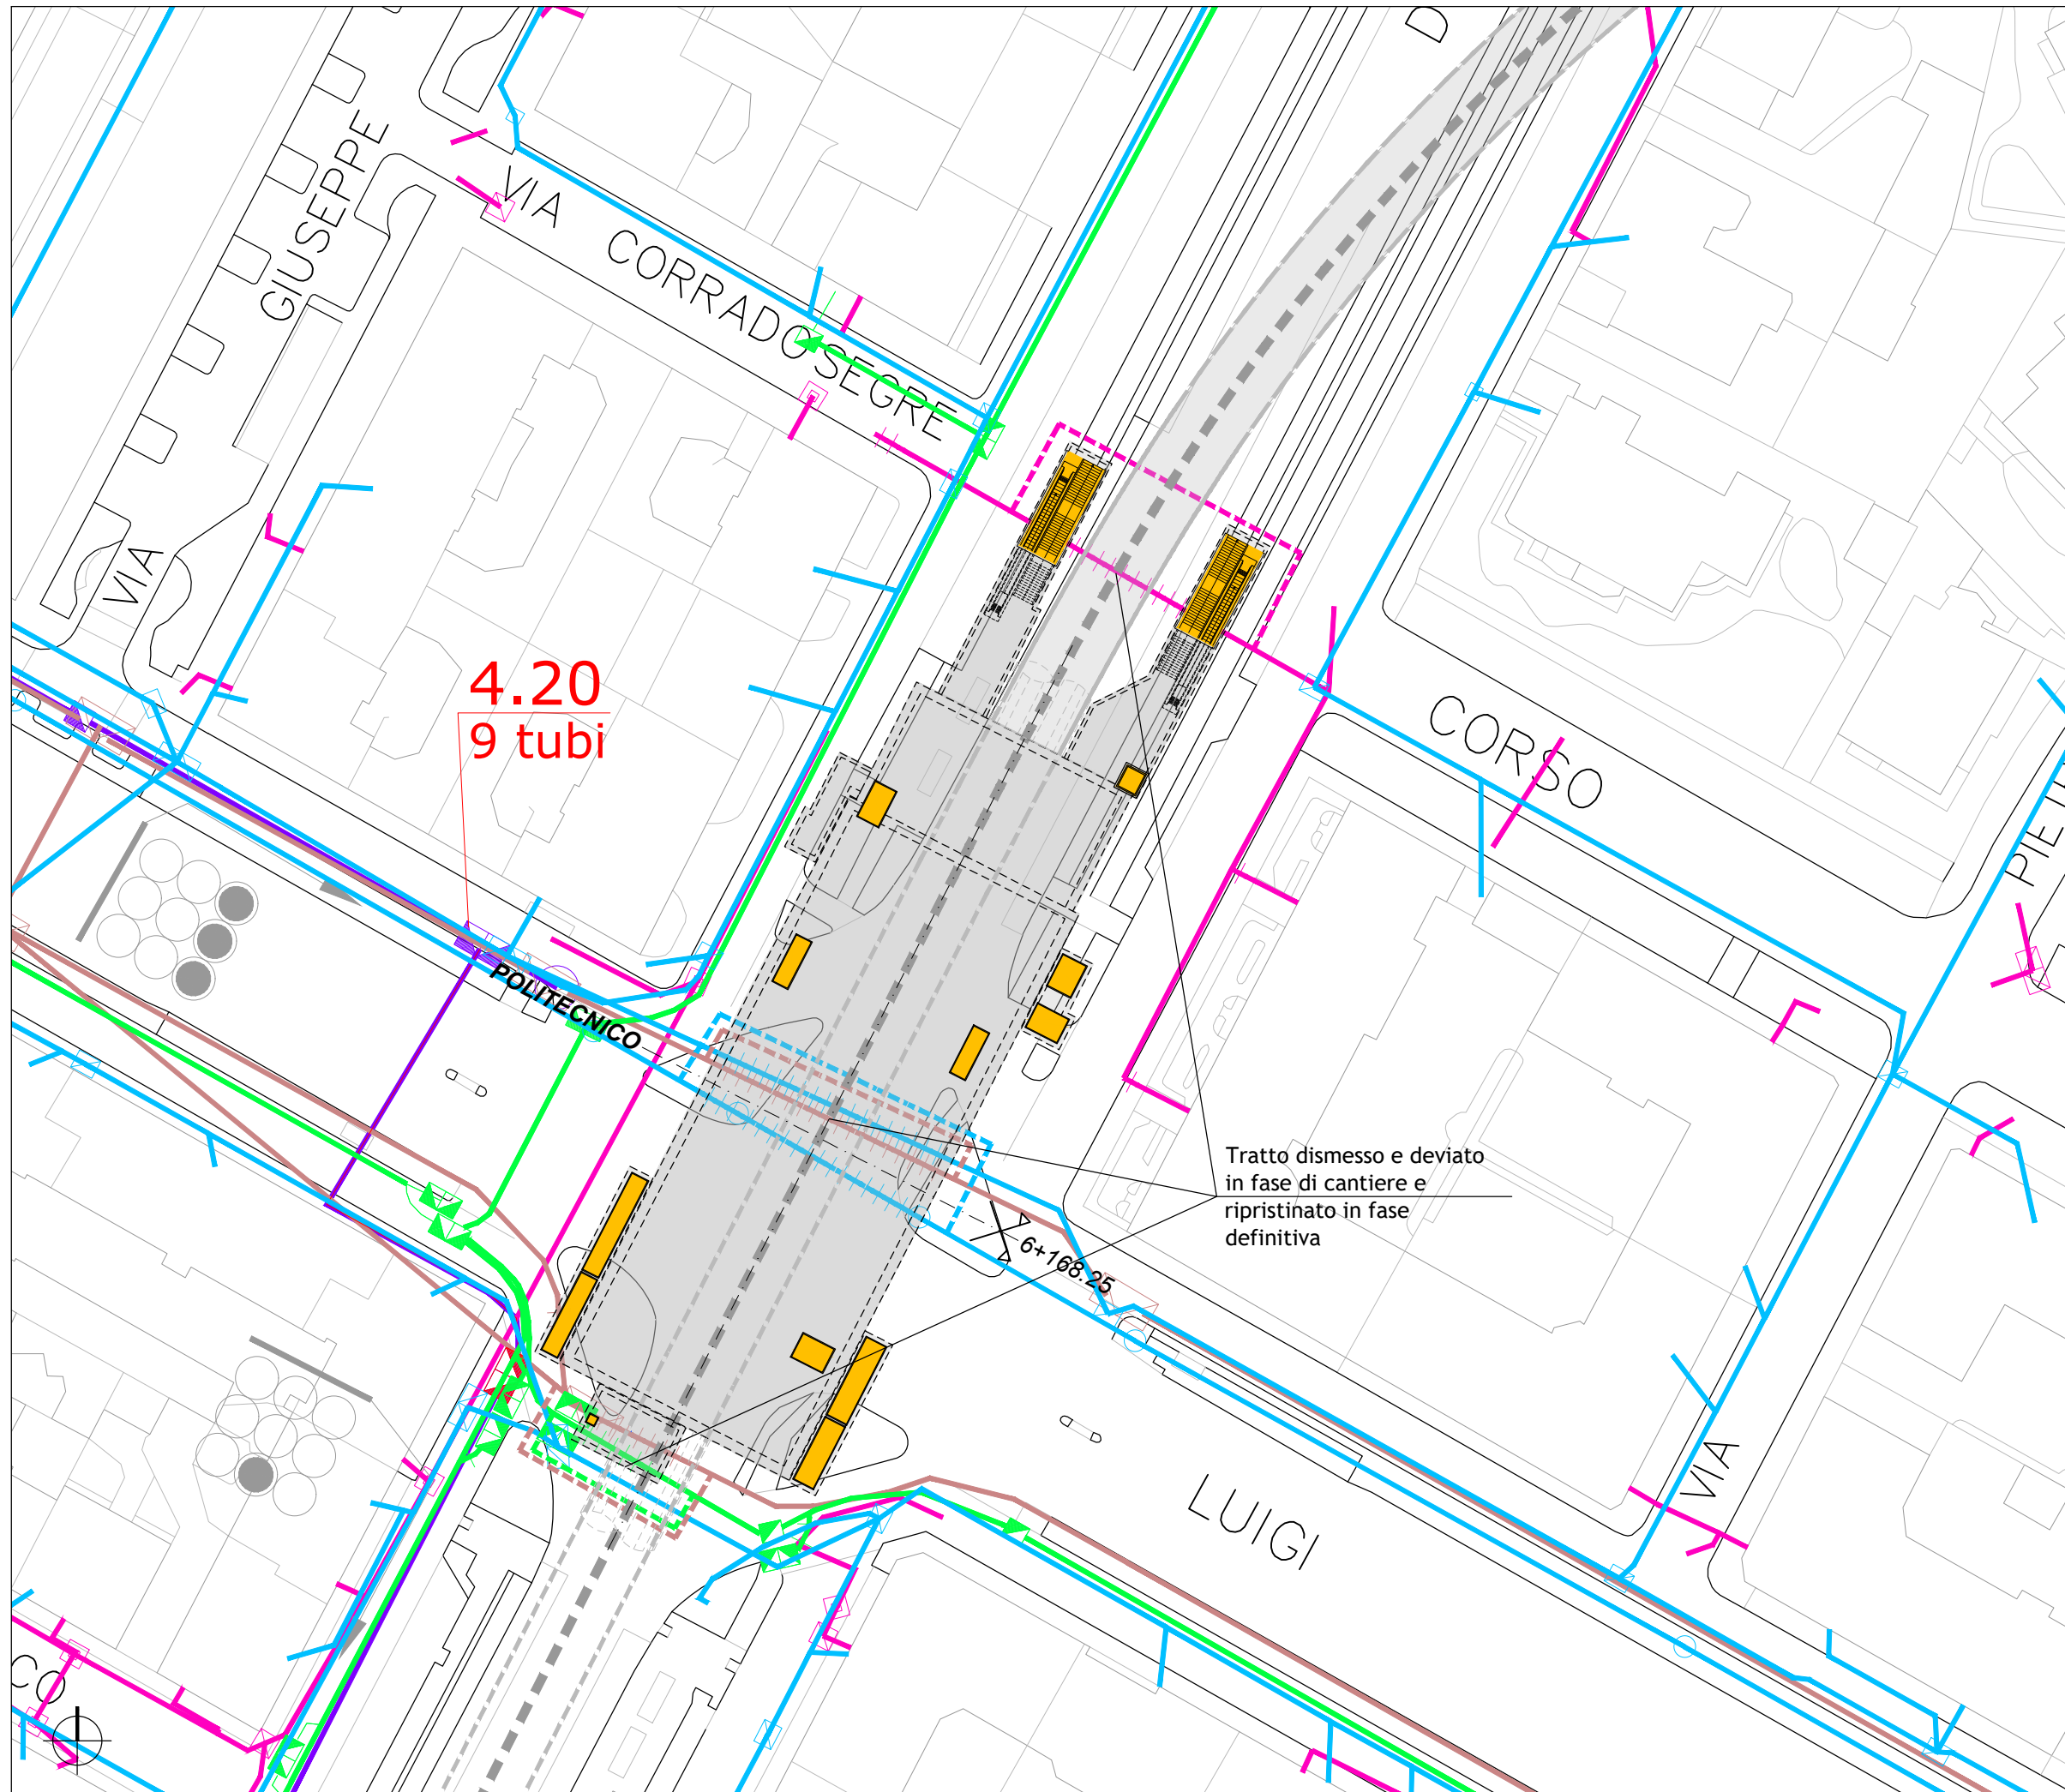 D
GIUSEPPE
VIA
VIA CORRADO SEGRE
4.20
9 tubi
CORSO
POLITECNICO
Tratto dismesso e deviato
in fase di cantiere e
ripristinato in fase
definitiva
6+168.25
LUIGI
VIA
CO